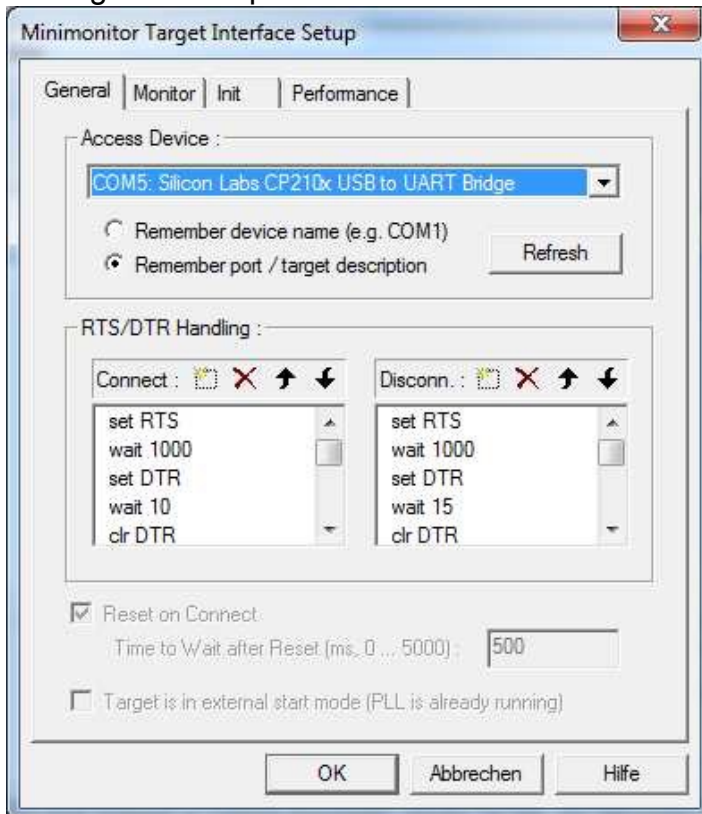 Minimonitor Target Interface Setup
General Monitor Init Performance
Access Device :
COM5: Silicon Labs CP210x USB to UART Bridge
Remember device name (e.g. COM1)
Remember port / target description
Refresh
RTS/DTR Handling :
Connect :
set RTS
wait 1000
set DTR
wait 10
clr DTR
Disconn. :
set RTS
wait 1000
set DTR
wait 15
clr DTR
Reset on Connect
Time to Wait after Reset (ms, 0 ... 5000) : 500
Target is in external start mode (PLL is already running)
OK Abbrechen Hilfe